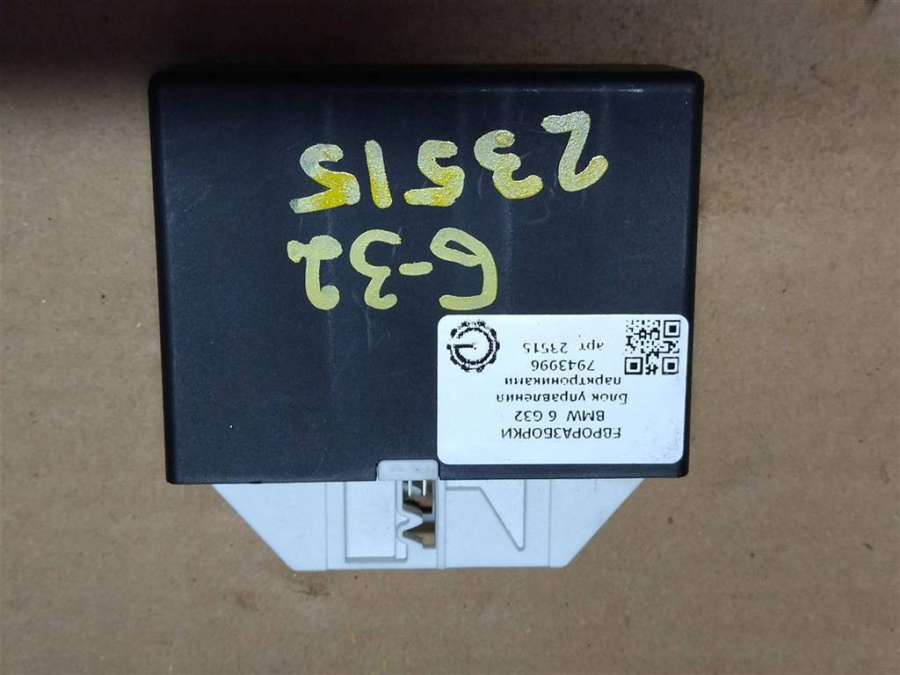 ЕВРОРАЗБОРКИ
BMW 6 G32
Блок управления
парктрониками
7943996
арт. 23515
G-32
23515